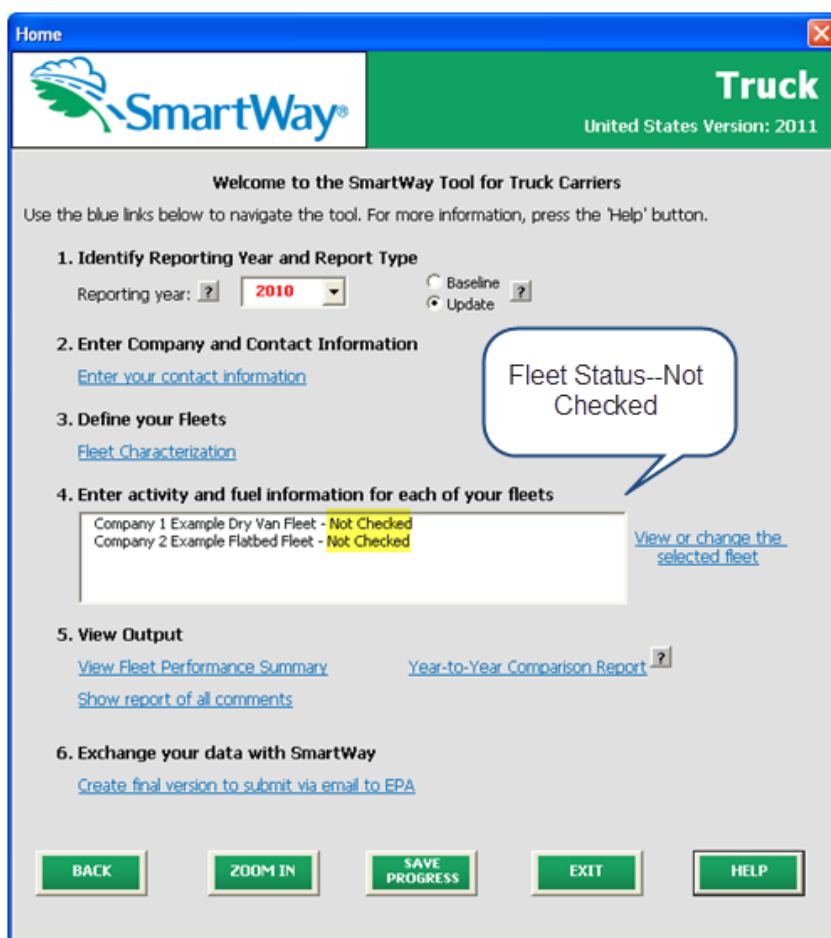 Home
SmartWay®
Truck
United States Version: 2011
Welcome to the SmartWay Tool for Truck Carriers
Use the blue links below to navigate the tool. For more information, press the 'Help' button.
1. Identify Reporting Year and Report Type
Reporting year: ? 2010
Baseline
Update
?
2. Enter Company and Contact Information
Enter your contact information
Fleet Status--Not
Checked
3. Define your Fleets
Fleet Characterization
4. Enter activity and fuel information for each of your fleets
Company 1 Example Dry Van Fleet - Not Checked
Company 2 Example Flatbed Fleet - Not Checked
View or change the
selected fleet
5. View Output
View Fleet Performance Summary
Year-to-Year Comparison Report ?
Show report of all comments
6. Exchange your data with SmartWay
Create final version to submit via email to EPA
BACK
ZOOM IN
SAVE
PROGRESS
EXIT
HELP